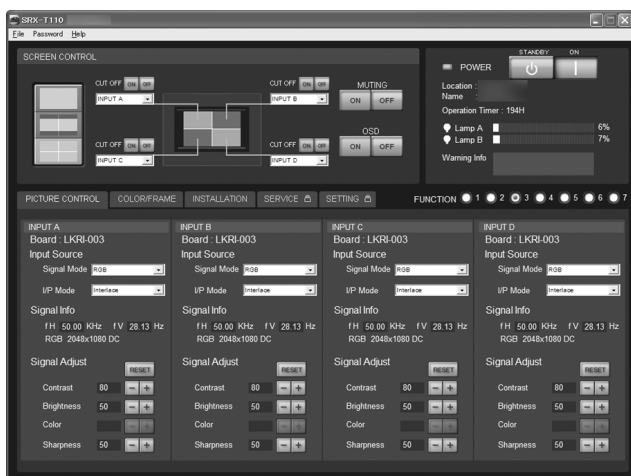 SRX-T110
File Password Help
SCREEN CONTROL
CUT OFF ON OFF
INPUT A
CUT OFF ON OFF
INPUT B
CUT OFF ON OFF
INPUT C
CUT OFF ON OFF
INPUT D
MUTING
ON OFF
OSD
ON OFF
STANDBY ON
POWER
Location :
Name
Operation Timer : 194H
Lamp A 6%
Lamp B 7%
Warning Info
PICTURE CONTROL COLOR/FRAME INSTALLATION SERVICE SETTING FUNCTION 1 2 3 4 5 6 7
INPUT A
Board : LKRI-003
Input Source
Signal Mode RGB
I/P Mode Interlace
Signal Info
fH 50.00 KHz fV 28.13 Hz
RGB 2048x1080 DC
Signal Adjust
RESET
Contrast 80 - +
Brightness 50 - +
Color - +
Sharpness 50 - +
INPUT B
Board : LKRI-003
Input Source
Signal Mode RGB
I/P Mode Interlace
Signal Info
fH 50.00 KHz fV 28.13 Hz
RGB 2048x1080 DC
Signal Adjust
RESET
Contrast 80 - +
Brightness 50 - +
Color - +
Sharpness 50 - +
INPUT C
Board : LKRI-003
Input Source
Signal Mode RGB
I/P Mode Interlace
Signal Info
fH 50.00 KHz fV 28.13 Hz
RGB 2048x1080 DC
Signal Adjust
RESET
Contrast 80 - +
Brightness 50 - +
Color - +
Sharpness 50 - +
INPUT D
Board : LKRI-003
Input Source
Signal Mode RGB
I/P Mode Interlace
Signal Info
fH 50.00 KHz fV 28.13 Hz
RGB 2048x1080 DC
Signal Adjust
RESET
Contrast 80 - +
Brightness 50 - +
Color - +
Sharpness 50 - +